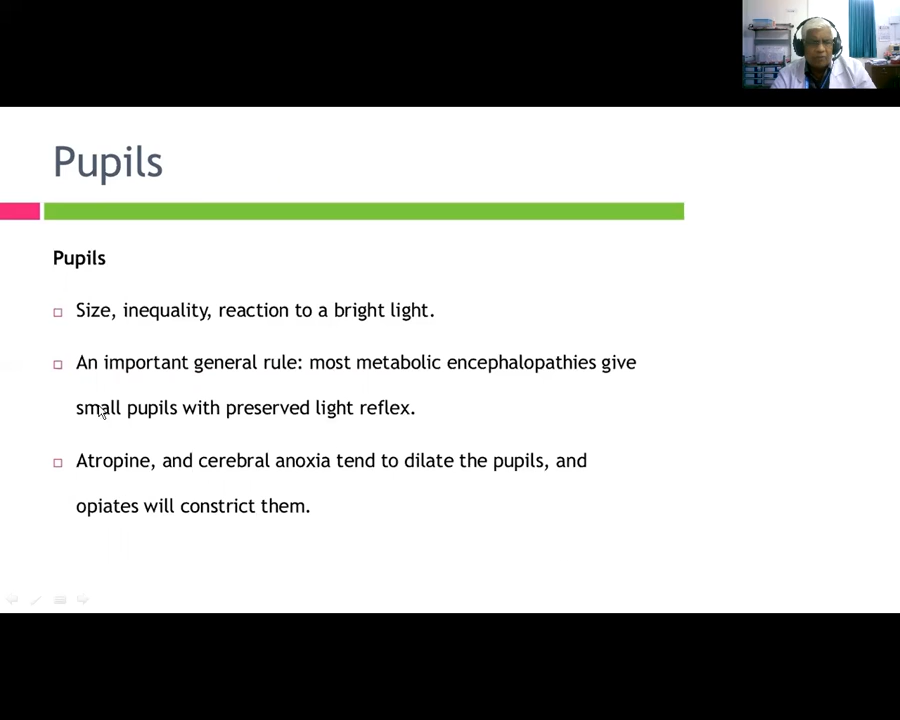 Pupils
Pupils
Size, inequality, reaction to a bright light.
An important general rule: most metabolic encephalopathies give
small pupils with preserved light reflex.
Atropine, and cerebral anoxia tend to dilate the pupils, and
opiates will constrict them.